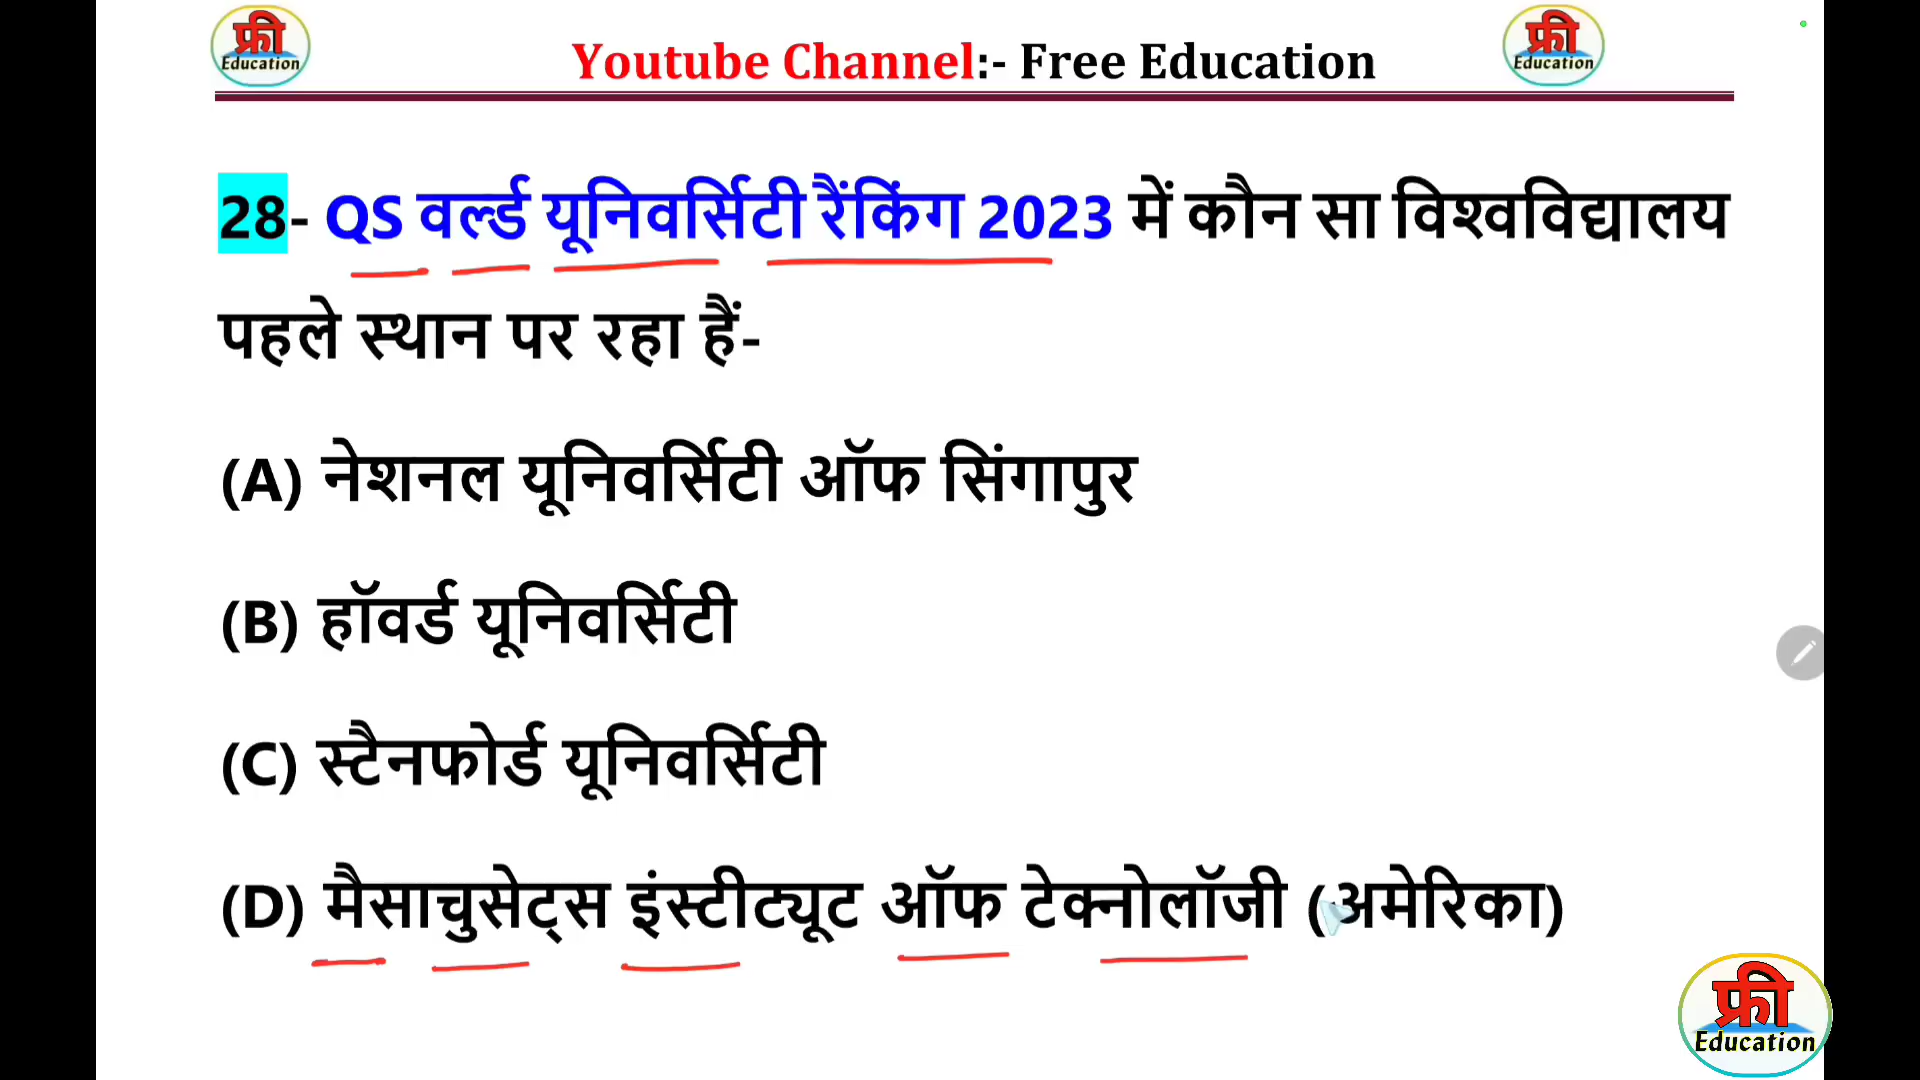 फ्री
Education
Youtube Channel:- Free Education
फ्री
Education
28- QS वर्ल्ड यूनिवर्सिटी रैंकिंग 2023 में कौन सा विश्वविद्यालय
पहले स्थान पर रहा हैं-
(A) नेशनल यूनिवर्सिटी ऑफ सिंगापुर
(B) हॉवर्ड यूनिवर्सिटी
(C) स्टैनफोर्ड यूनिवर्सिटी
(D) मैसाचुसेट्स इंस्टीट्यूट ऑफ टेक्नोलॉजी (अमेरिका)
फ्री
Education